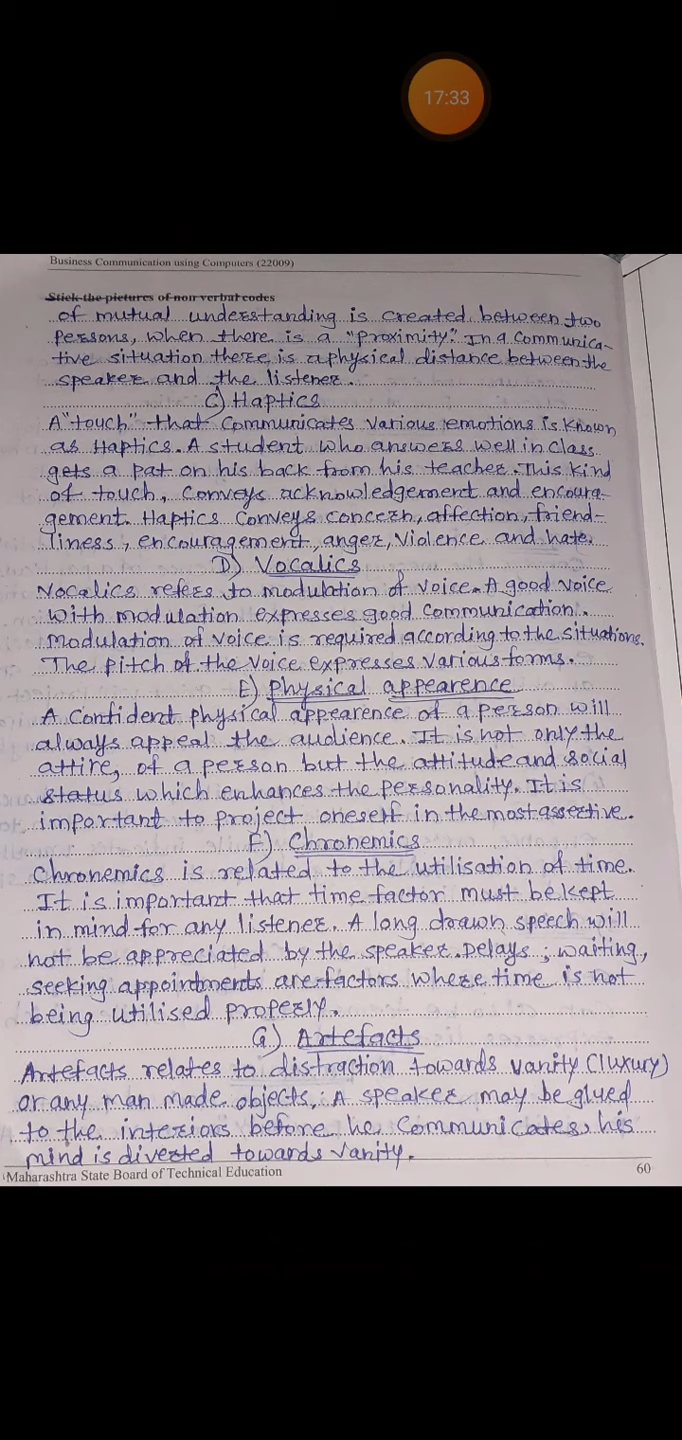 17:33
Business Communication using Computers (22009)
Stick the pictures of non verbal codes
of mutual understanding is created between two
persons, when there is a "proximity." In a communica-
tive situation there is a physical distance between the
speaker and the listener.
C) Haptics
A "touch" that communicates various emotions is known
as Haptics. A student who answers well in class
gets a pat on his back from his teacher. This kind
of touch, conveys acknowledgement and encoura-
gement. Haptics conveys concern, affection, friend-
liness, encouragement, anger, violence and hate.
D) Vocalics
Vocalics refers to modulation of voice. A good voice
with modulation expresses good communication.
Modulation of voice is required according to the situations.
The pitch of the voice expresses various forms.
E) Physical appearence
A confident physical appearence of a person will
always appeal the audience. It is not only the
attire, of a person but the attitude and social
status which enhances the personality. It is
important to project oneself in the most assertive.
F) Chronemics
Chronemics is related to the utilisation of time.
It is important that time factor must be kept
in mind for any listener. A long drawn speech will
not be appreciated by the speaker. Delays, waiting,
seeking appointments are factors where time is not
being utilised properly.
G) Artefacts
Artefacts relates to distraction towards vanity (luxury)
or any man made objects. A speaker may be glued
to the interiors before he communicates, his
mind is diverted towards vanity.
Maharashtra State Board of Technical Education 60